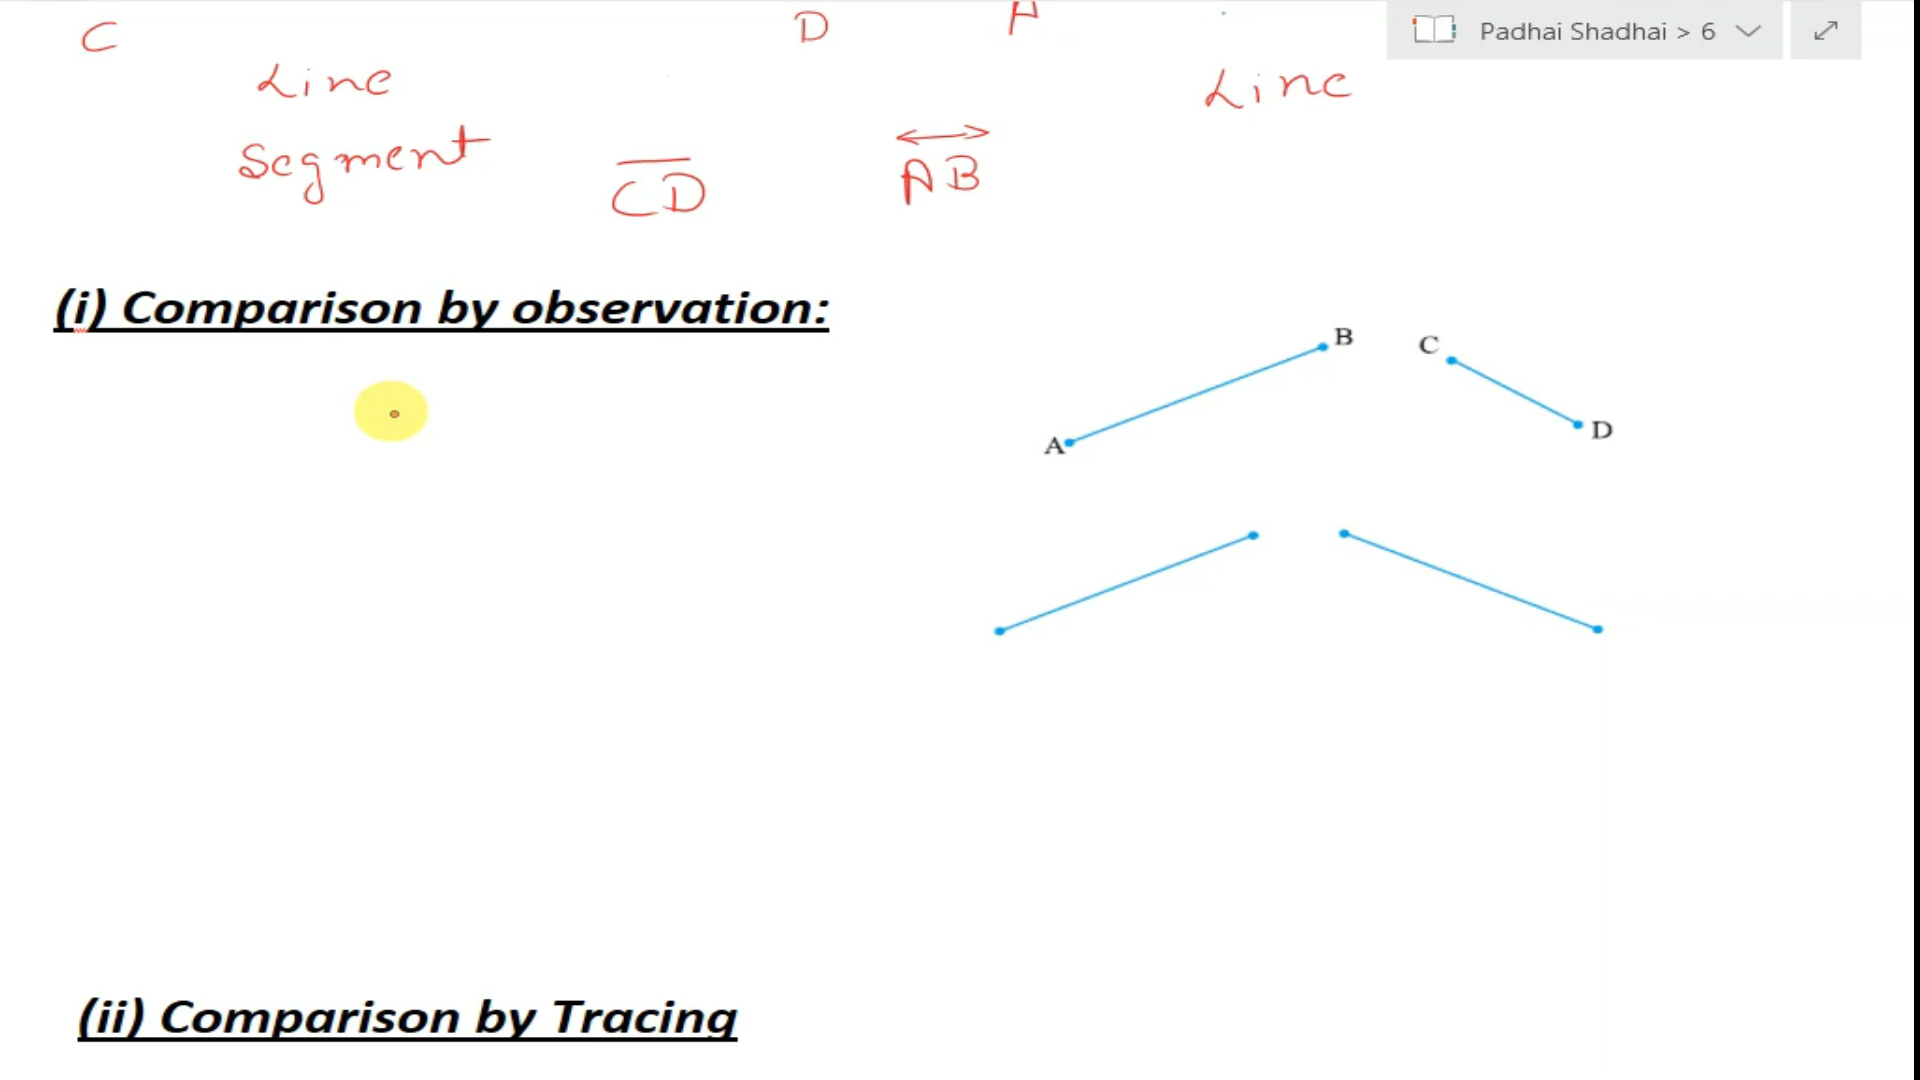 C D A
Padhai Shadhai > 6
Line Line
Segment
CD AB
(i) Comparison by observation:
B C
A D
(ii) Comparison by Tracing